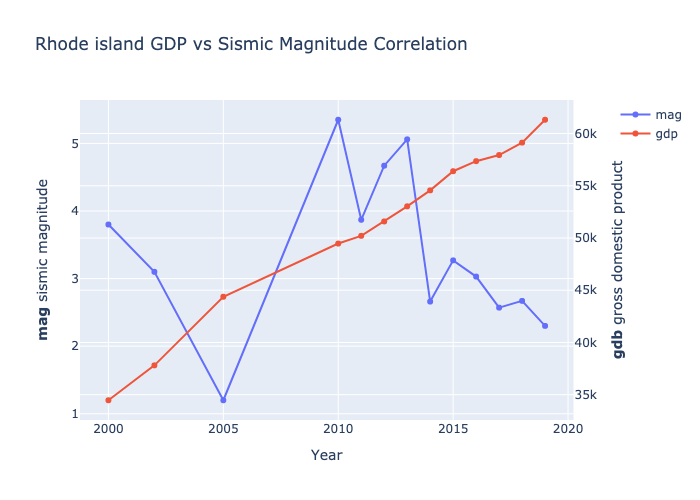 Rhode island GDP vs Sismic Magnitude Correlation
mag
gdp
5
4
3
2
1
mag sismic magnitude
60k
55k
50k
45k
40k
35k
gdb gross domestic product
2000 2005 2010 2015 2020
Year